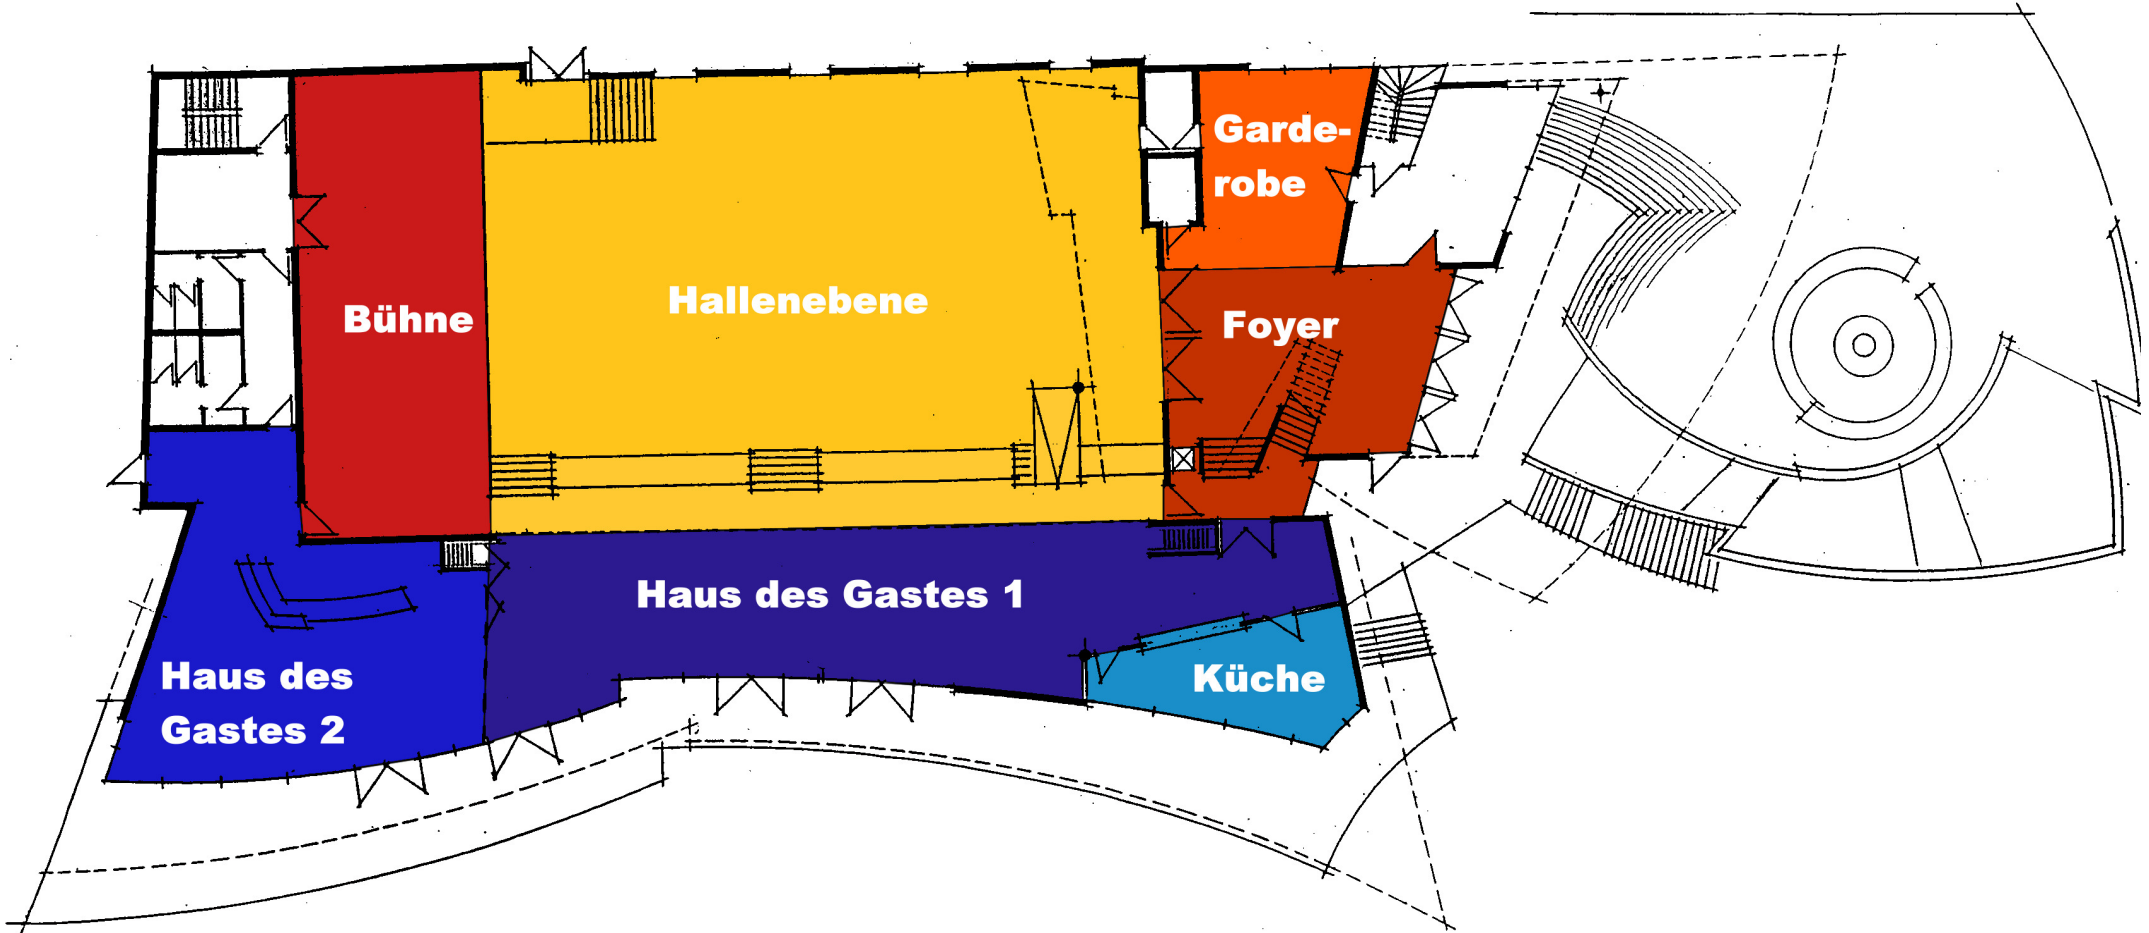 Garde-
robe
Bühne
Hallenebene
Foyer
Haus des Gastes 1
Haus des
Gastes 2
Küche